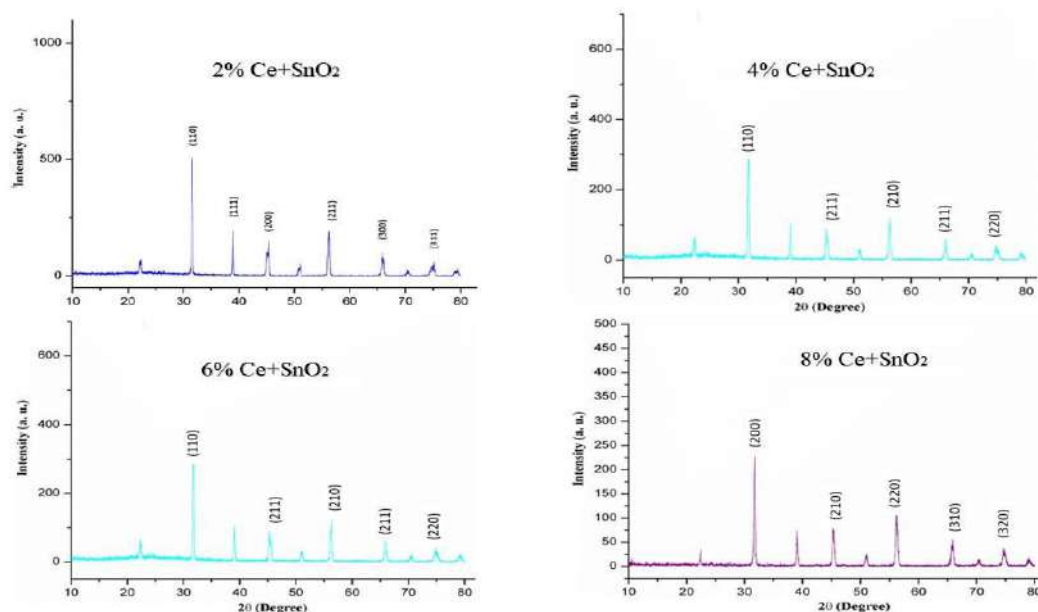 1000
500
0
Intensity (a. u.)
2% Ce+SnO₂
(110)
(111)
(200)
(211)
(300)
10 20 30 40 50 60 70 80
2θ (Degree)
600
400
200
0
Intensity (a. u.)
4% Ce+SnO₂
(110)
(211)
(210)
(211)
(220)
10 20 30 40 50 60 70 80
2θ (Degree)
600
400
200
0
Intensity (a. u.)
6% Ce+SnO₂
(110)
(211)
(210)
(211)
(220)
10 20 30 40 50 60 70 80
2θ (Degree)
500
450
400
350
300
250
200
150
100
50
0
Intensity (a. u.)
8% Ce+SnO₂
(200)
(210)
(220)
(310)
(320)
10 20 30 40 50 60 70 80
2θ (Degree)